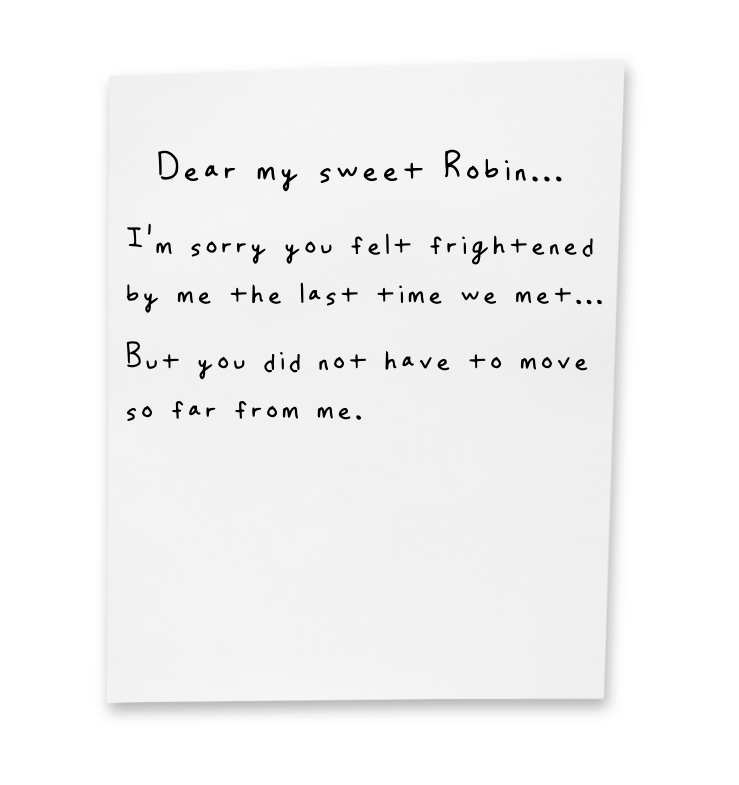 Dear my sweet Robin...
I'm sorry you felt frightened
by me the last time we met...
But you did not have to move
so far from me.